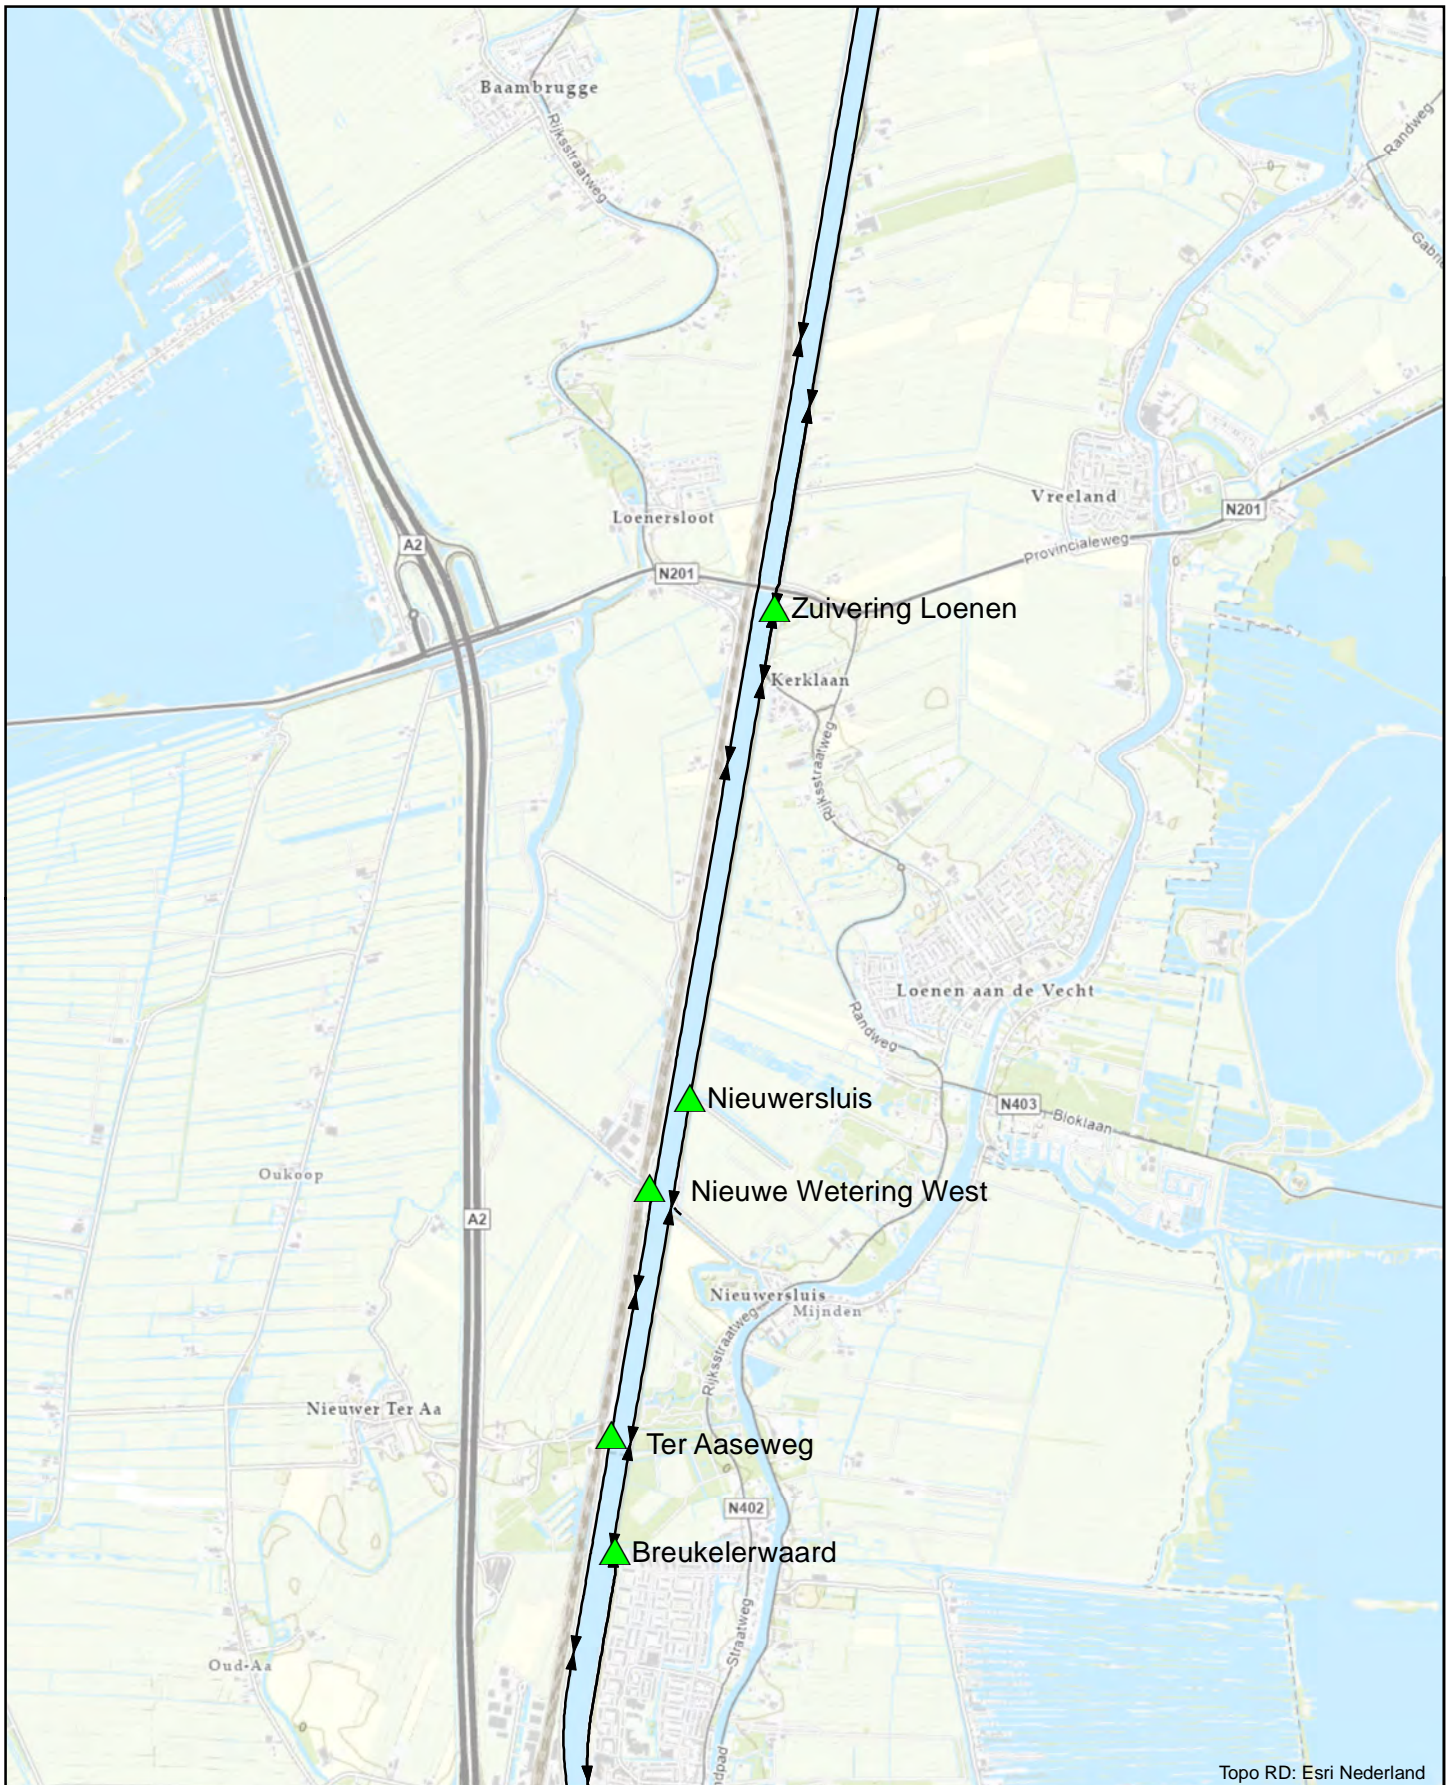 Baambrugge
Rijksstraatweg
Randweg
Vreeland
N201
Loenersloot
A2
Provincialeweg
N201
Zuivering Loenen
Kerklaan
Rijksstraatweg
Loenen aan de Vecht
Randweg
Nieuwersluis
N403
Bloklaan
Oukoop
Nieuwe Wetering West
A2
Nieuwersluis
Mijnden
Rijksstraatweg
Nieuwer Ter Aa
Ter Aaseweg
N402
Breukelerwaard
Straatweg
Oud-Aa
Topo RD: Esri Nederland